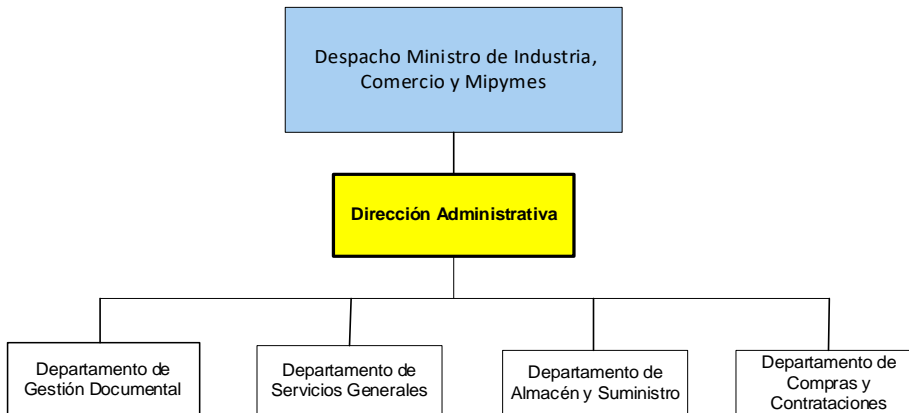 Despacho Ministro de Industria,
Comercio y Mipymes
Dirección Administrativa
Departamento de
Gestión Documental
Departamento de
Servicios Generales
Departamento de
Almacén y Suministro
Departamento de
Compras y
Contrataciones